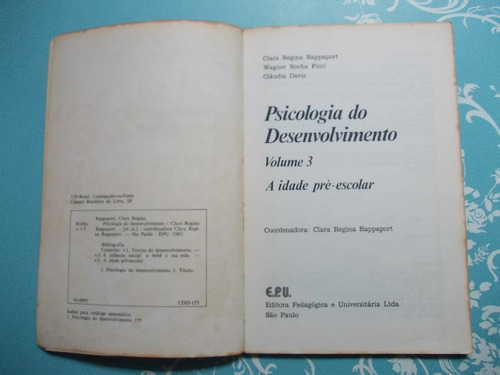 CIP-Brasil. Catalogação-na-Fonte
Câmara Brasileira do Livro, SP
Rappaport, Clara Regina.
Psicologia do desenvolvimento / Clara Regina
Rappaport ... [et al.] ; coordenadora Clara Regi-
na Rappaport. — São Paulo : EPU, 1981.
Bibliografia.
Conteúdo: v.1. Teorias do desenvolvimento. —
v.2 A infância inicial: o bebê e sua mãe. —
v.3. A idade pré-escolar.
1. Psicologia do desenvolvimento I. Título.
CDD-155
Índice para catálogo sistemático:
1. Psicologia do desenvolvimento 155
Clara Regina Rappaport
Wagner Rocha Fiori
Cláudia Davis
Psicologia do
Desenvolvimento
Volume 3
A idade pré-escolar
Coordenadora: Clara Regina Rappaport
E.P.U.
Editora Pedagógica e Universitária Ltda.
São Paulo